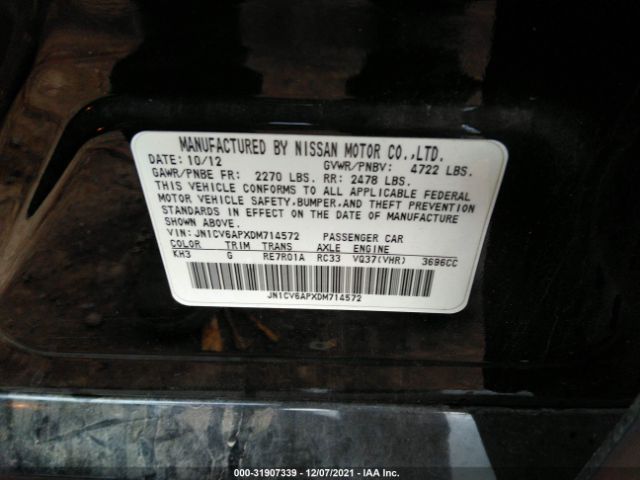 MANUFACTURED BY NISSAN MOTOR CO.,LTD.
DATE: 10/12 GVWR/PNBV: 4722 LBS.
GAWR/PNBE FR: 2270 LBS. RR: 2478 LBS.
THIS VEHICLE CONFORMS TO ALL APPLICABLE FEDERAL
MOTOR VEHICLE SAFETY, BUMPER, AND THEFT PREVENTION
STANDARDS IN EFFECT ON THE DATE OF MANUFACTURE
SHOWN ABOVE.
VIN: JN1CV6APXDM714572 PASSENGER CAR
COLOR TRIM TRANS AXLE ENGINE
KH3 G RE7R01A RC33 VQ37(VHR) 3696CC
JN1CV6APXDM714572
000-31907339 - 12/07/2021 - IAA Inc.